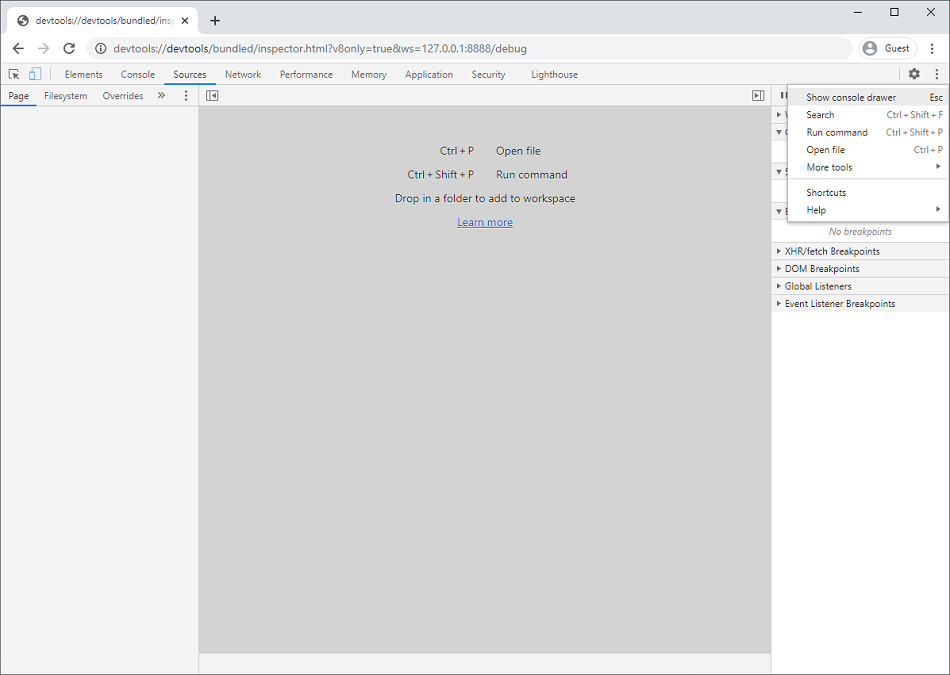 devtools://devtools/bundled/insp
devtools://devtools/bundled/inspector.html?v8only=true&ws=127.0.0.1:8888/debug
Guest
Elements Console Sources Network Performance Memory Application Security Lighthouse
Page Filesystem Overrides »
Ctrl + P Open file
Ctrl + Shift + P Run command
Drop in a folder to add to workspace
Learn more
Show console drawer Esc
Search Ctrl + Shift + F
Run command Ctrl + Shift + P
Open file Ctrl + P
More tools
Shortcuts
Help
No breakpoints
XHR/fetch Breakpoints
DOM Breakpoints
Global Listeners
Event Listener Breakpoints